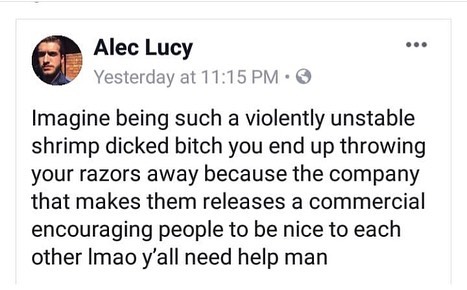 Alec Lucy
Yesterday at 11:15 PM •
Imagine being such a violently unstable
shrimp dicked bitch you end up throwing
your razors away because the company
that makes them releases a commercial
encouraging people to be nice to each
other lmao y'all need help man